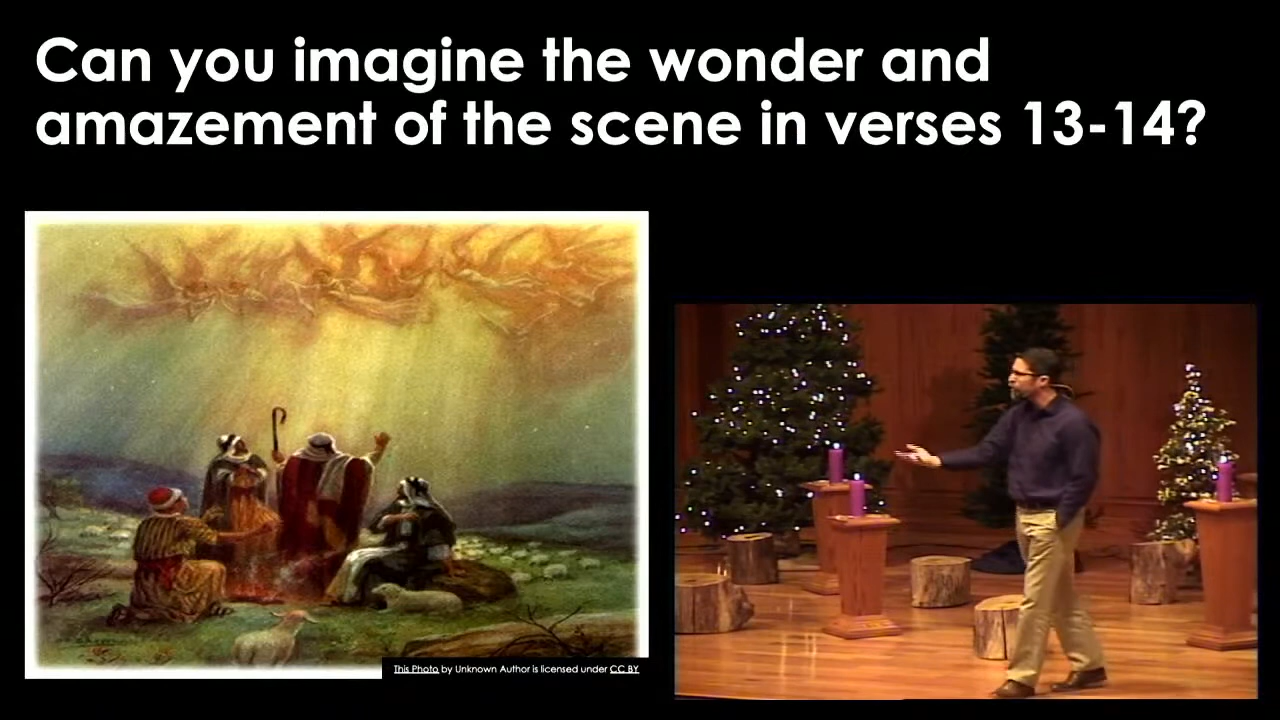 Can you imagine the wonder and
amazement of the scene in verses 13-14?
This Photo by Unknown Author is licensed under CC BY